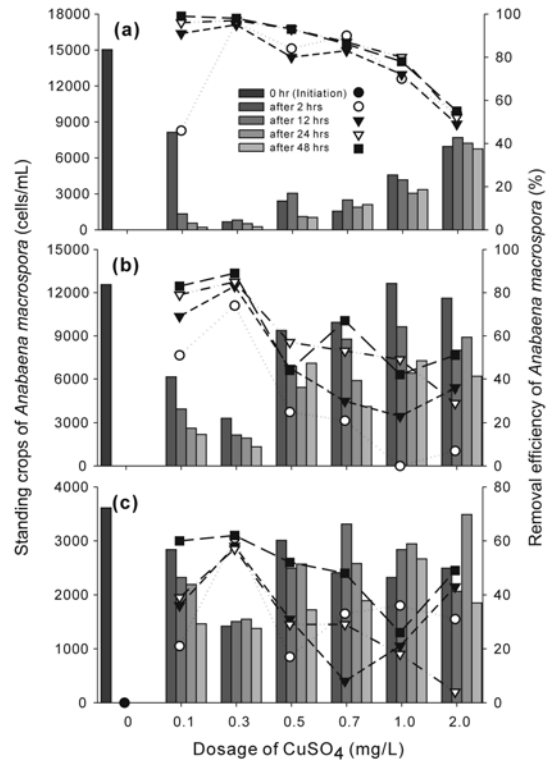 18000
15000
12000
9000
6000
3000
0
(a)
0 hr (Initiation)
after 2 hrs
after 12 hrs
after 24 hrs
after 48 hrs
100
80
60
40
20
0
15000
12000
9000
6000
3000
0
(b)
100
80
60
40
20
0
4000
3000
2000
1000
0
(c)
80
60
40
20
0
Standing crops of Anabaena macrospora (cells/mL)
Removal efficiency of Anabaena macrospora (%)
0 0.1 0.3 0.5 0.7 1.0 2.0
Dosage of CuSO4 (mg/L)